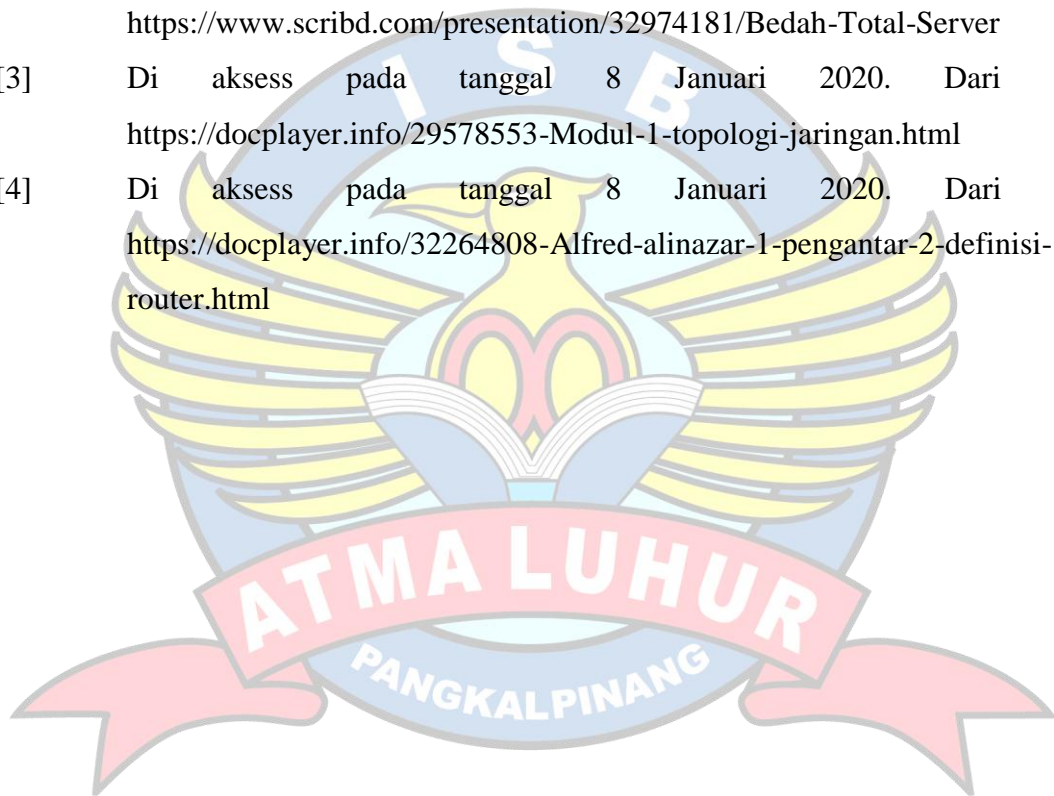 https://www.scribd.com/presentation/32974181/Bedah-Total-Server
[3] Di aksess pada tanggal 8 Januari 2020. Dari
https://docplayer.info/29578553-Modul-1-topologi-jaringan.html
[4] Di aksess pada tanggal 8 Januari 2020. Dari
https://docplayer.info/32264808-Alfred-alinazar-1-pengantar-2-definisi-
router.html
I S B
ATMA LUHUR
PANGKALPINANG